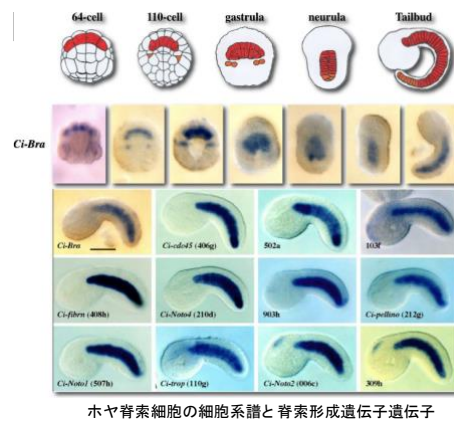 64-cell 110-cell gastrula neurula Tailbud
Ci-Bra
Ci-Bra Ci-cdc45 (406g) 502a 103f
Ci-fibrn (408h) Ci-Noto4 (210d) 903h Ci-pellino (212g)
Ci-Noto1 (507h) Ci-trop (110g) Ci-Noto2 (006c) 309h
ホヤ脊索細胞の細胞系譜と脊索形成遺伝子遺伝子